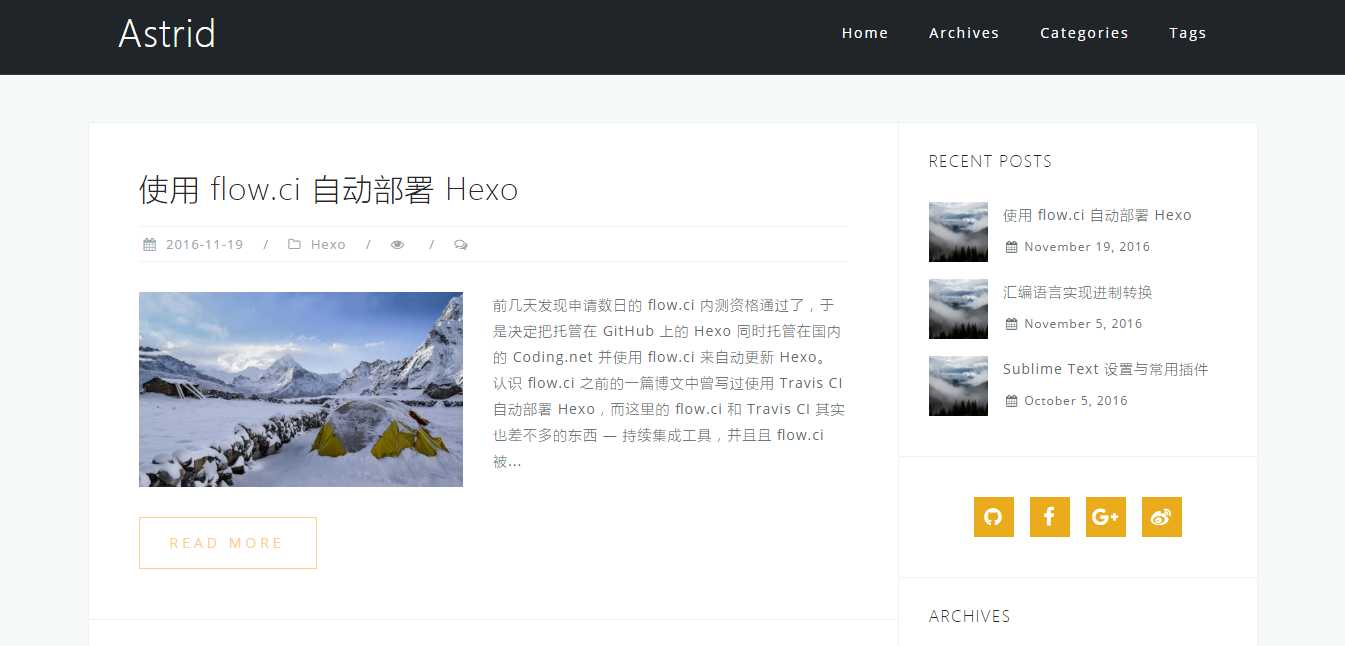 Astrid
Home Archives Categories Tags
使用 flow.ci 自动部署 Hexo
2016-11-19 / Hexo / /
前几天发现申请数日的 flow.ci 内测资格通过了，于
是决定把托管在 GitHub 上的 Hexo 同时托管在国内
的 Coding.net 并使用 flow.ci 来自动更新 Hexo。
认识 flow.ci 之前的一篇博文中曾写过使用 Travis CI
自动部署 Hexo，而这里的 flow.ci 和 Travis CI 其实
也差不多的东西 — 持续集成工具，并且且 flow.ci
被...
READ MORE
RECENT POSTS
使用 flow.ci 自动部署 Hexo
November 19, 2016
汇编语言实现进制转换
November 5, 2016
Sublime Text 设置与常用插件
October 5, 2016
G+
ARCHIVES